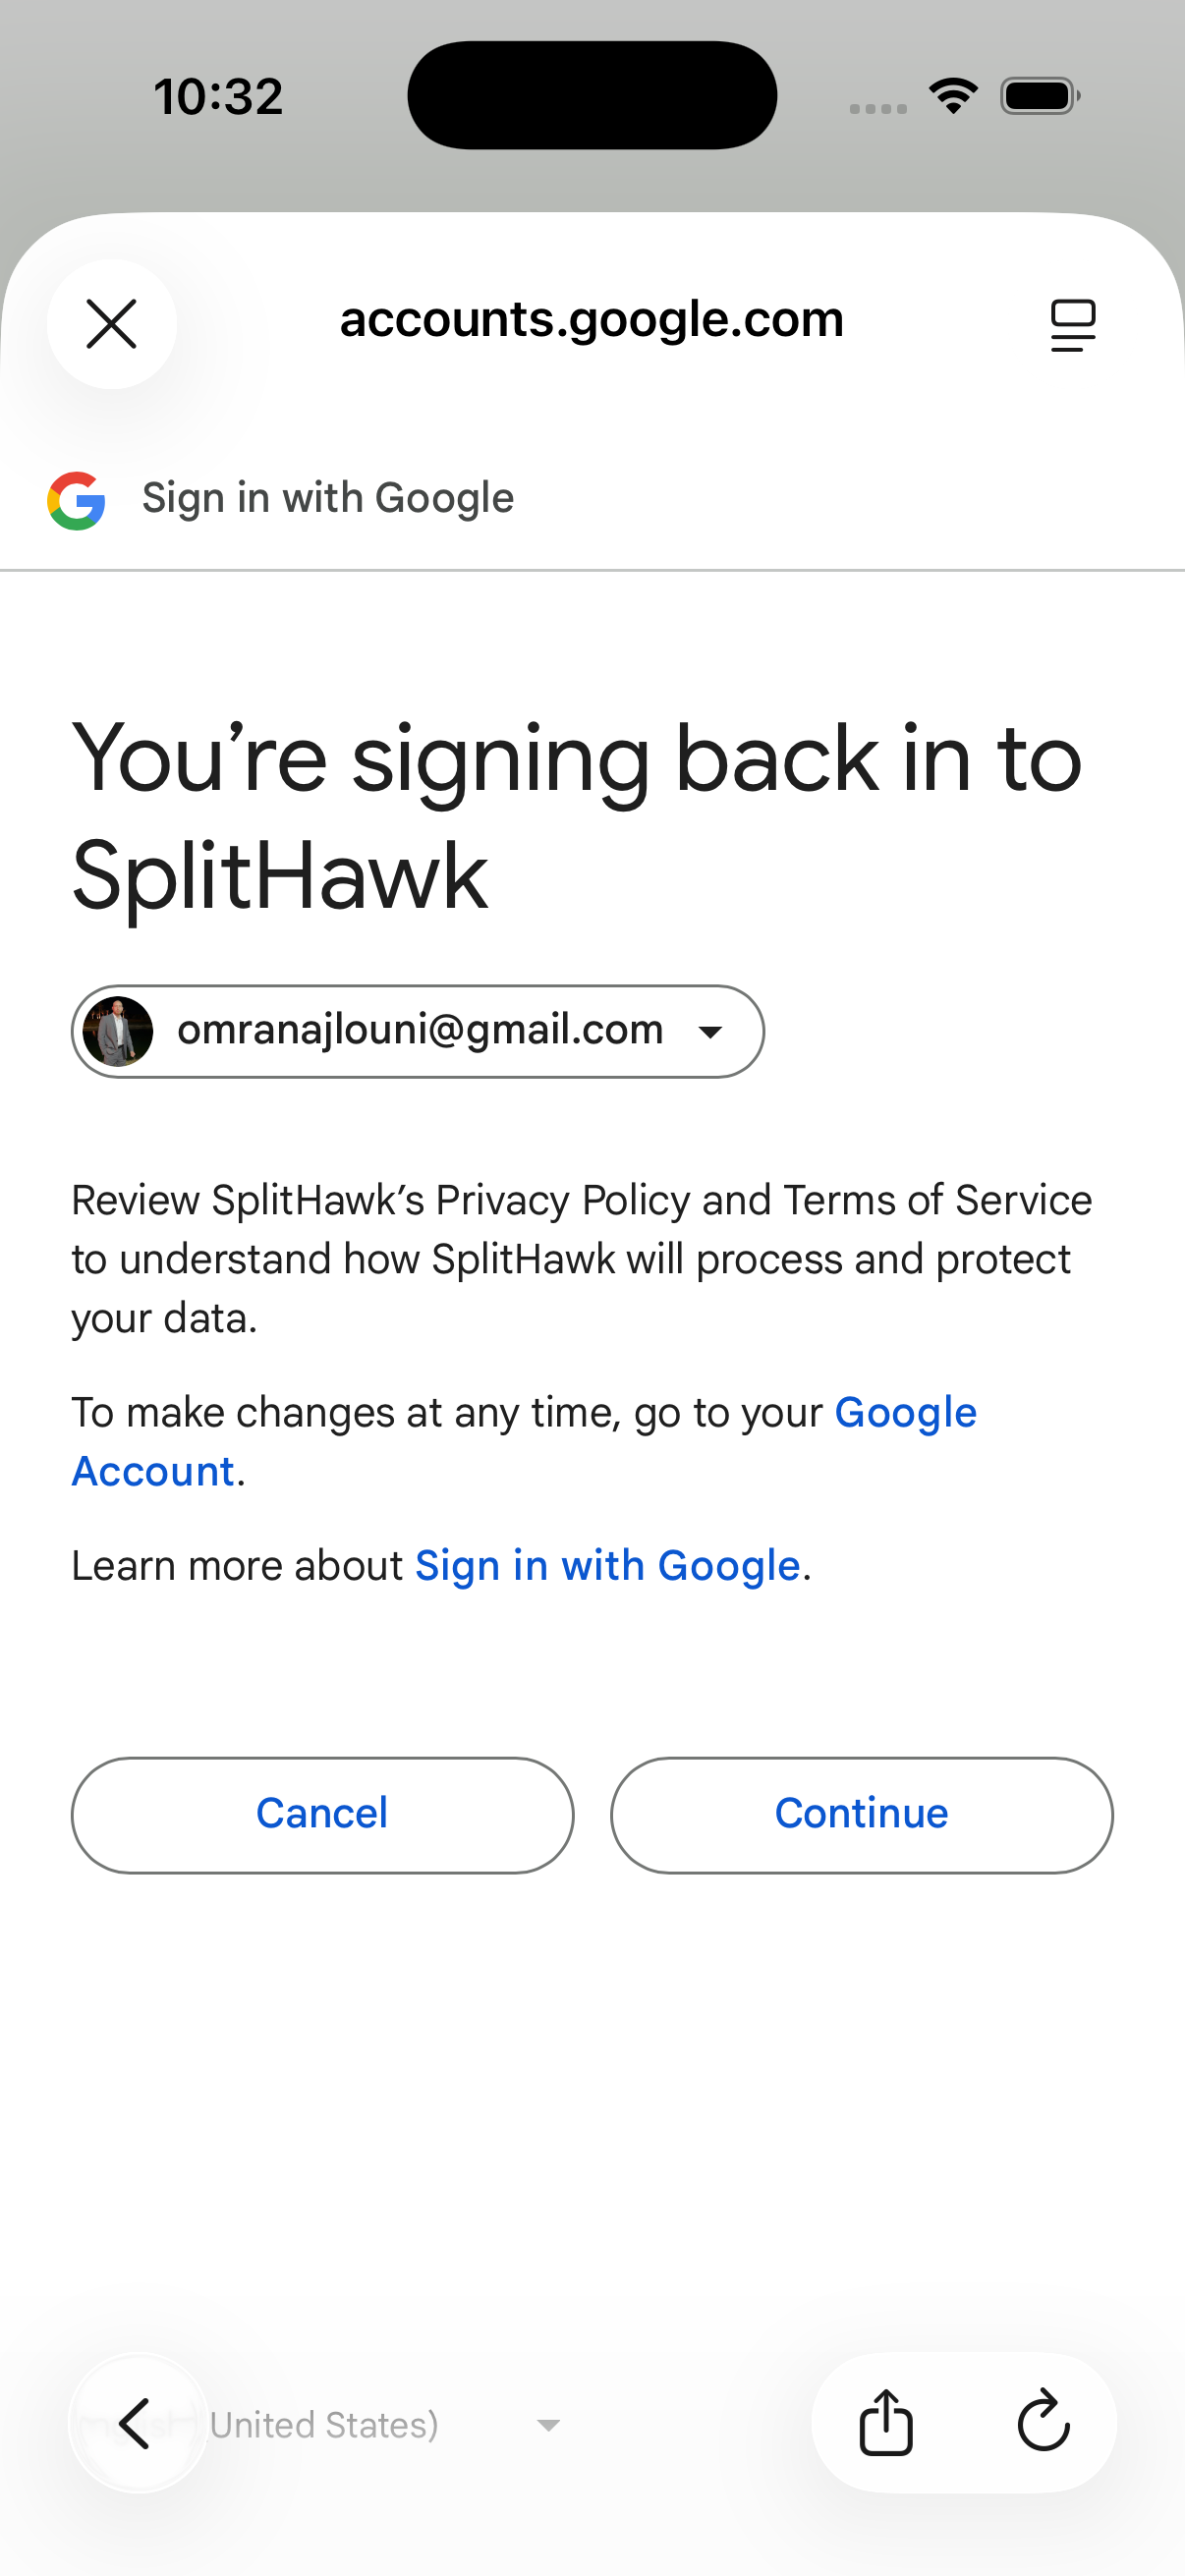 10:32
accounts.google.com
Sign in with Google
You’re signing back in to
SplitHawk
omranajlouni@gmail.com
Review SplitHawk’s Privacy Policy and Terms of Service
to understand how SplitHawk will process and protect
your data.
To make changes at any time, go to your Google
Account.
Learn more about Sign in with Google.
Cancel
Continue
United States)